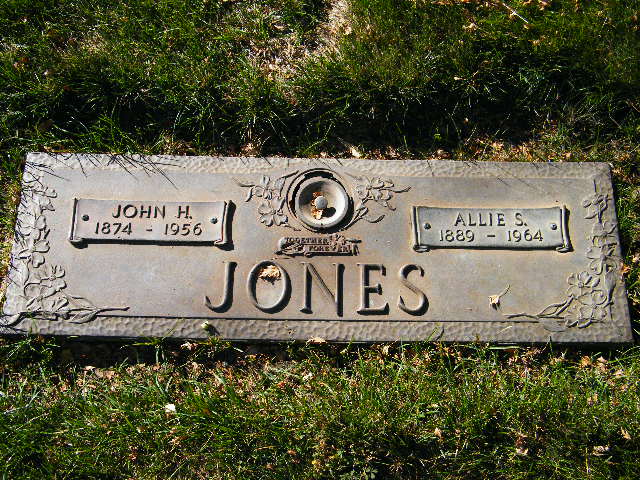 JOHN H.
1874 - 1956
TOGETHER
FOREVER
ALLIE S.
1889 - 1964
JONES